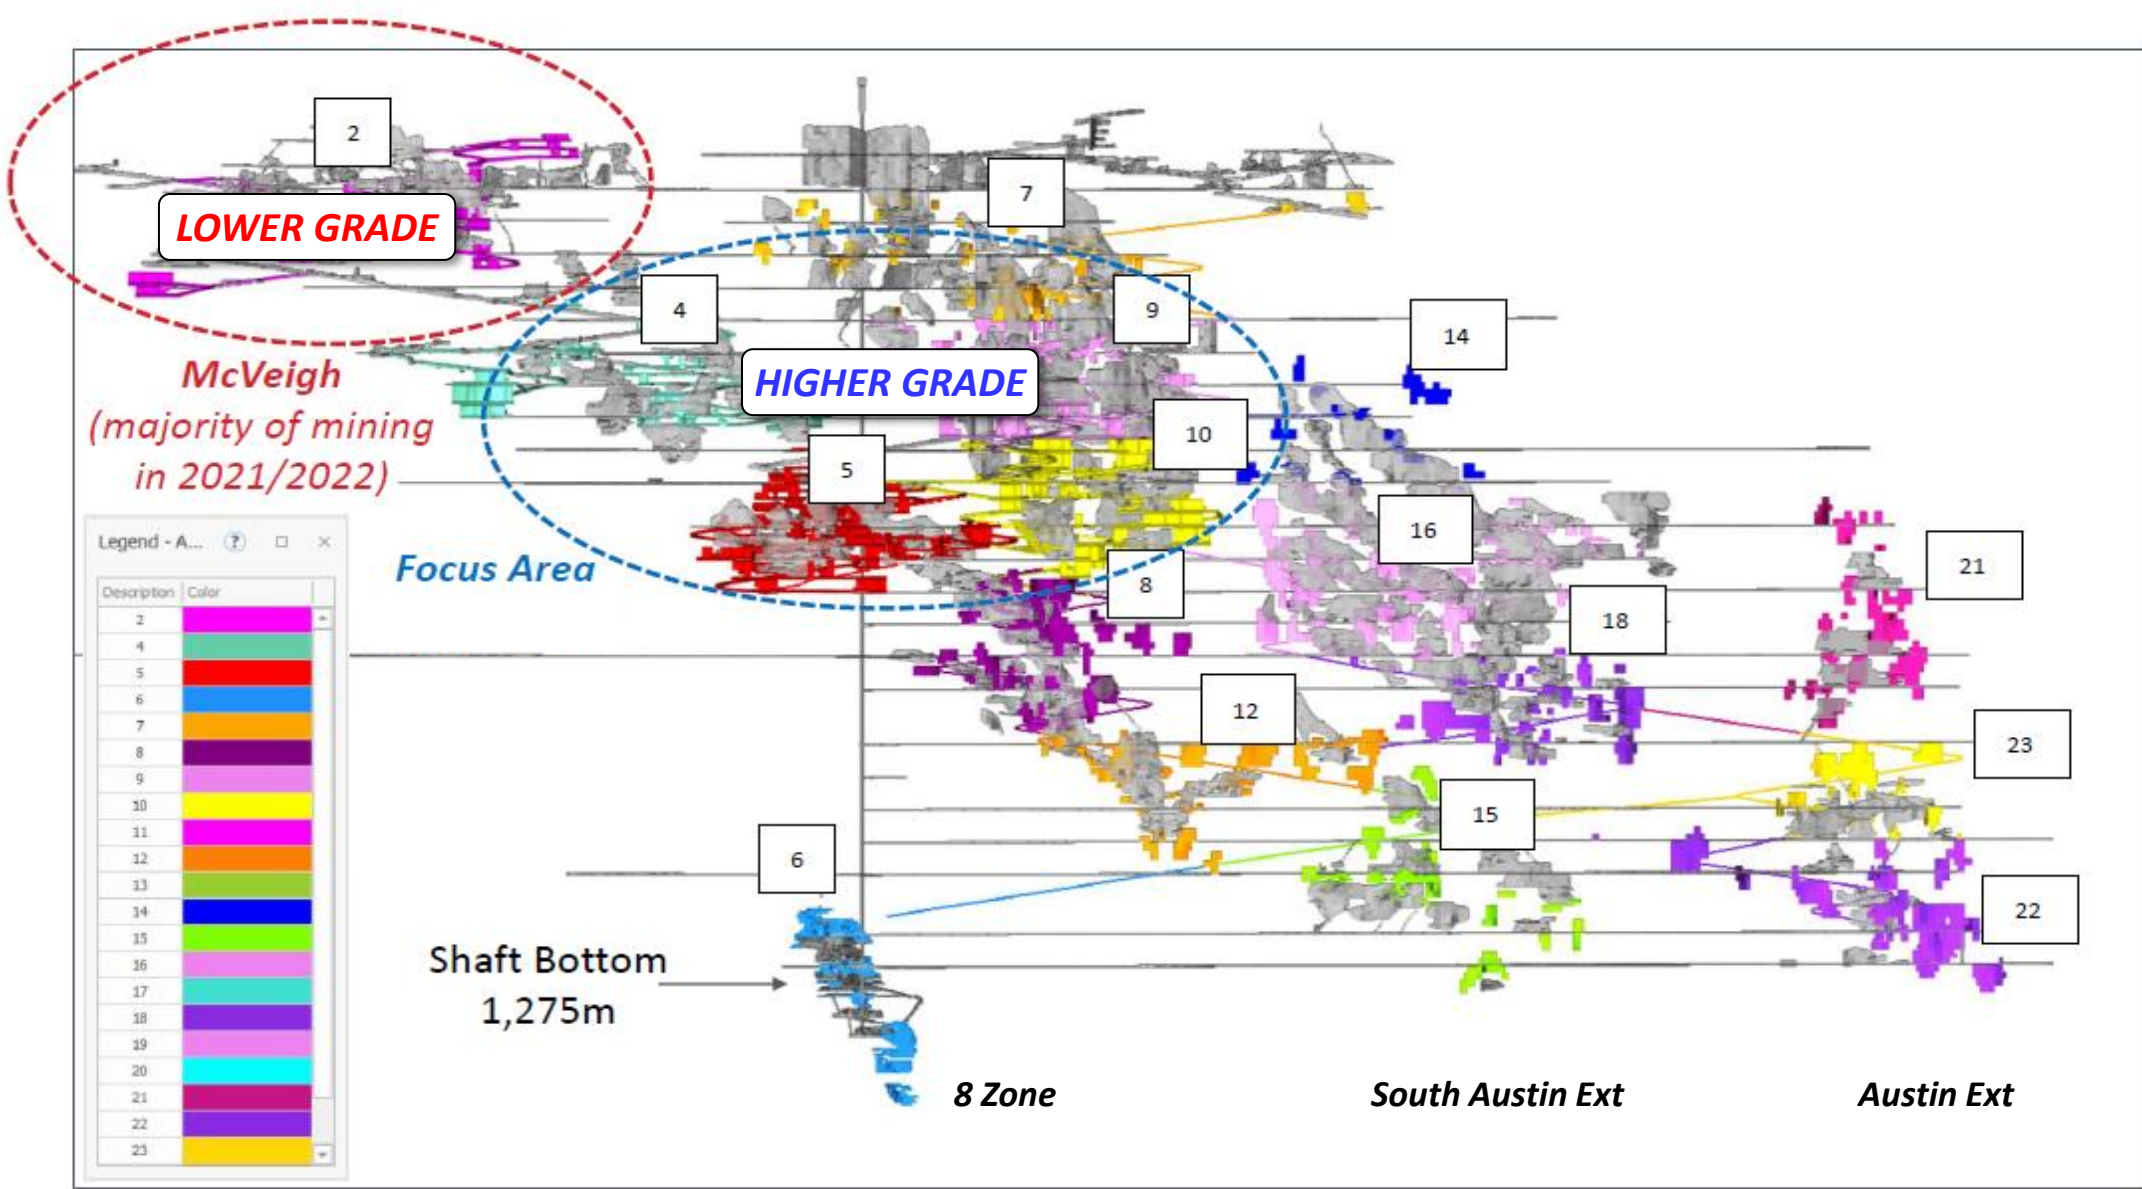 2
7
LOWER GRADE
4
9
14
McVeigh
(majority of mining
in 2021/2022)
HIGHER GRADE
10
5
16
Focus Area
8
21
18
12
23
15
6
22
Shaft Bottom
1,275m
8 Zone
South Austin Ext
Austin Ext
Legend - A... ?
Description Color
2
4
5
6
7
8
9
10
11
12
13
14
15
16
17
18
19
20
21
22
23